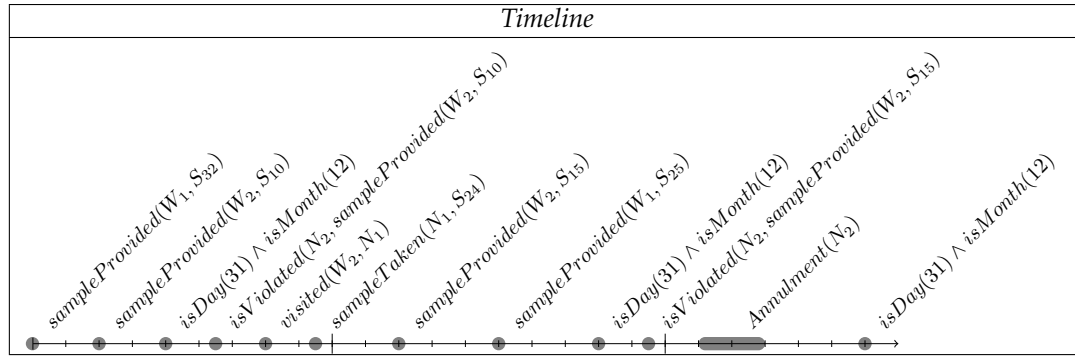 Timeline
sampleProvided(W₁, S₃₂)
sampleProvided(W₂, S₁₀)
isDay(31) ∧ isMonth(12)
isViolated(N₂, sampleProvided(W₂, S₁₀)
visited(W₂, N₁)
sampleTaken(N₁, S₂₄)
sampleProvided(W₂, S₁₅)
sampleProvided(W₁, S₂₅)
isDay(31) ∧ isMonth(12)
isViolated(N₂, sampleProvided(W₂, S₁₅)
Annulment(N₂)
isDay(31) ∧ isMonth(12)